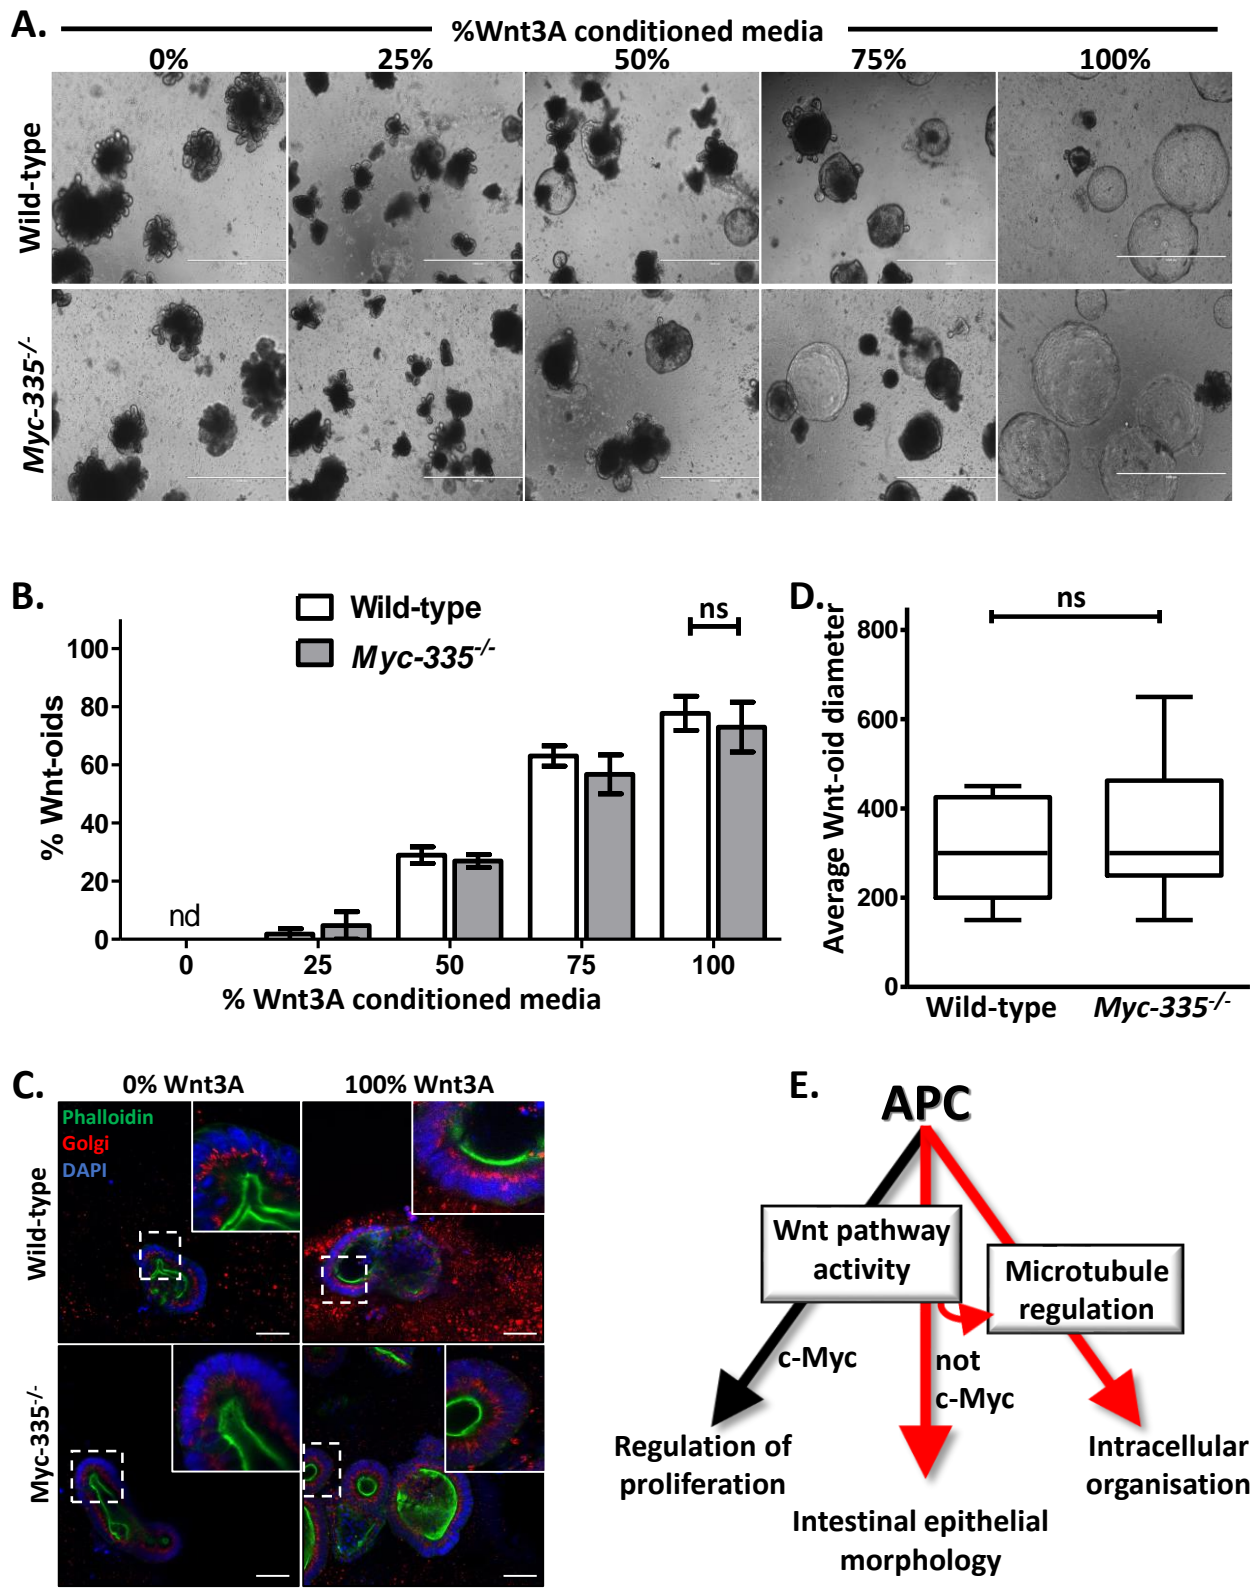 A.
%Wnt3A conditioned media
0% 25% 50% 75% 100%
Wild-type
Myc-335-/-
B.
Wild-type
Myc-335-/-
ns
% Wnt-oids
100
80
60
40
20
0
nd
0 25 50 75 100
% Wnt3A conditioned media
D.
ns
Average Wnt-oid diameter
800
600
400
200
0
Wild-type Myc-335-/-
C.
0% Wnt3A 100% Wnt3A
Phalloidin
Golgi
DAPI
Wild-type
Myc-335-/-
E.
APC
Wnt pathway
activity
Microtubule
regulation
c-Myc
not
c-Myc
Regulation of
proliferation
Intestinal epithelial
morphology
Intracellular
organisation